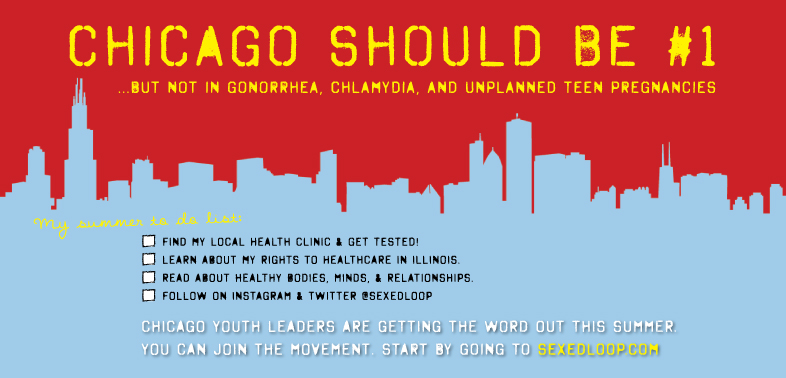 CHICAGO SHOULD BE #1
...BUT NOT IN GONORRHEA, CHLAMYDIA, AND UNPLANNED TEEN PREGNANCIES
My summer to do list:
FIND MY LOCAL HEALTH CLINIC & GET TESTED!
LEARN ABOUT MY RIGHTS TO HEALTHCARE IN ILLINOIS.
READ ABOUT HEALTHY BODIES, MINDS, & RELATIONSHIPS.
FOLLOW ON INSTAGRAM & TWITTER @SEXEDLOOP
CHICAGO YOUTH LEADERS ARE GETTING THE WORD OUT THIS SUMMER.
YOU CAN JOIN THE MOVEMENT. START BY GOING TO SEXEDLOOP.COM